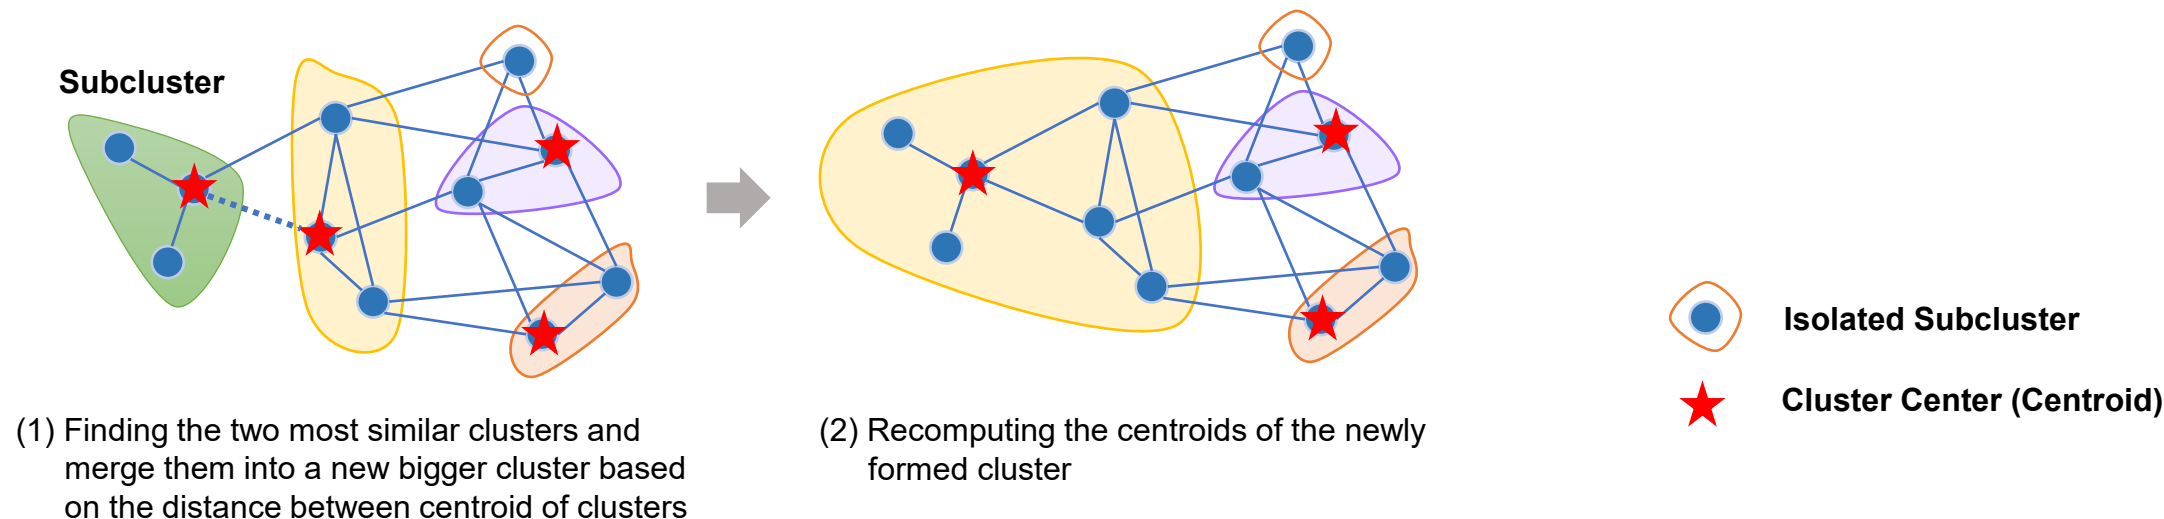 Subcluster
(1) Finding the two most similar clusters and
merge them into a new bigger cluster based
on the distance between centroid of clusters
(2) Recomputing the centroids of the newly
formed cluster
Isolated Subcluster
Cluster Center (Centroid)